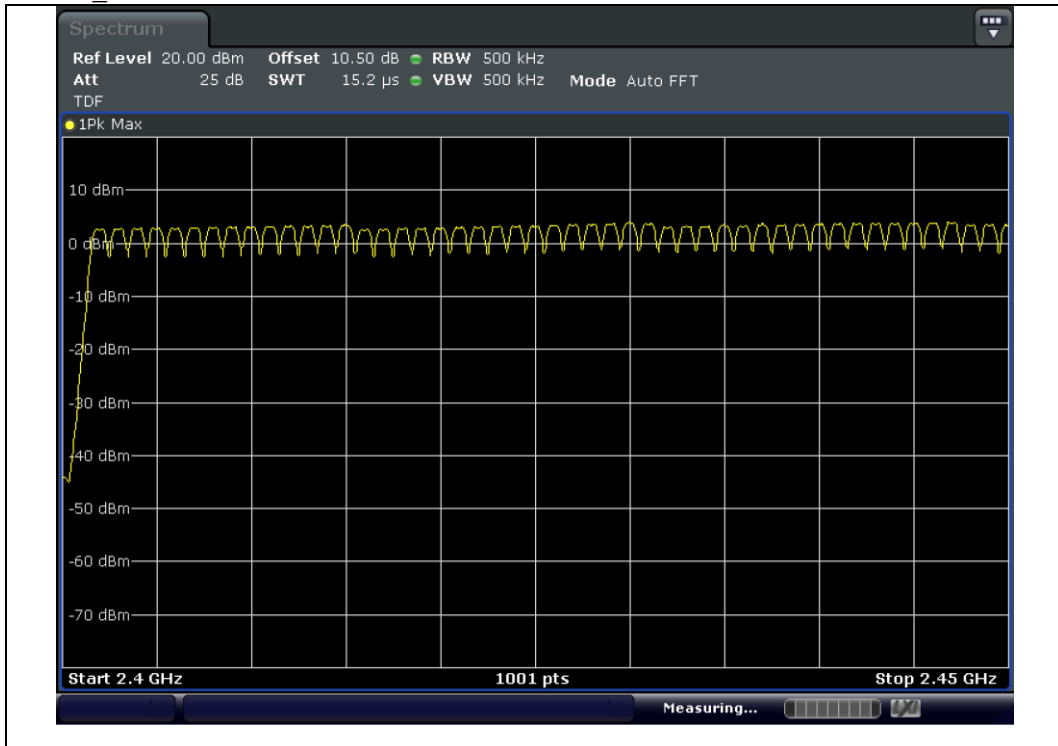 Spectrum
Ref Level 20.00 dBm Offset 10.50 dB RBW 500 kHz
Att 25 dB SWT 15.2 µs VBW 500 kHz Mode Auto FFT
TDF
1Pk Max
10 dBm
0 dBm
-10 dBm
-20 dBm
-30 dBm
-40 dBm
-50 dBm
-60 dBm
-70 dBm
Start 2.4 GHz 1001 pts Stop 2.45 GHz
Measuring...